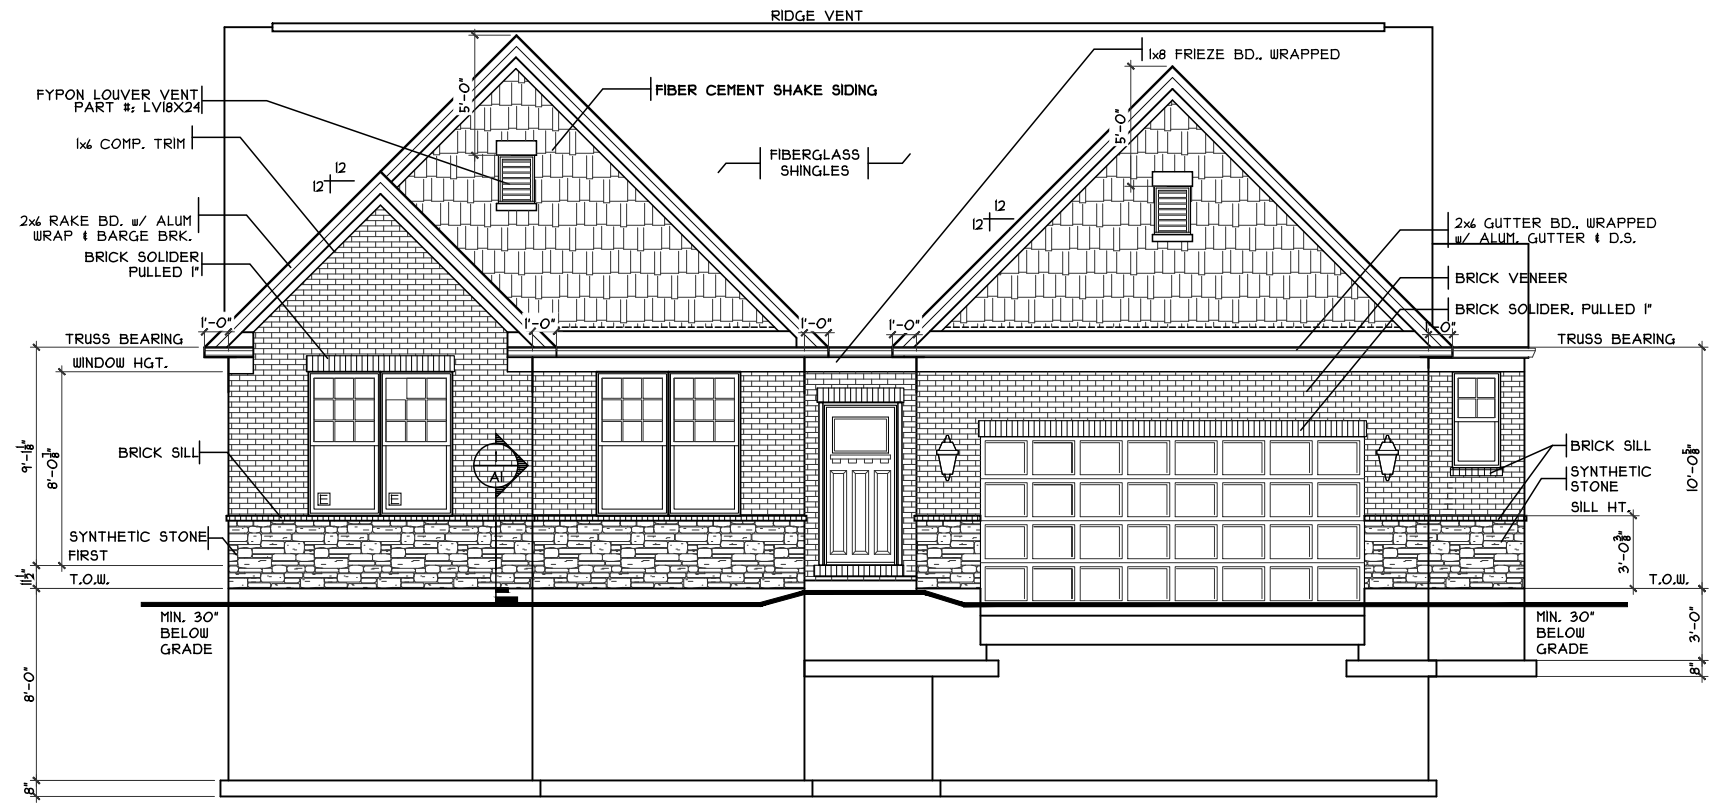 RIDGE VENT
1x8 FRIEZE BD., WRAPPED
FYPON LOUVER VENT
PART #: LV18X24
5'-0"
FIBER CEMENT SHAKE SIDING
5'-0"
1x6 COMP. TRIM
FIBERGLASS
SHINGLES
12
12
12
12
2x6 RAKE BD. w/ ALUM
WRAP & BARGE BRK.
2x6 GUTTER BD., WRAPPED
w/ ALUM. GUTTER & D.S.
BRICK SOLIDER
PULLED 1"
BRICK VENEER
BRICK SOLIDER, PULLED 1"
1'-0"
1'-0"
1'-0"
1'-0"
1'-0"
TRUSS BEARING
TRUSS BEARING
WINDOW HGT.
9'-1 1/8"
8'-0 7/8"
10'-0 5/8"
BRICK SILL
BRICK SILL
A11
SYNTHETIC
STONE
E
E
SILL HT.
SYNTHETIC STONE
FIRST
3'-0 3/8"
11 1/2"
T.O.W.
T.O.W.
MIN. 30"
BELOW
GRADE
MIN. 30"
BELOW
GRADE
3'-0"
8"
8'-0"
8"